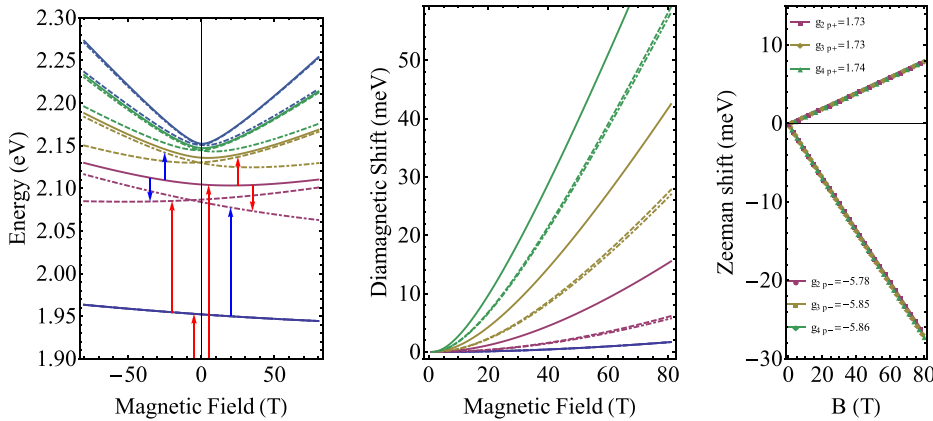 2.30
2.25
2.20
2.15
2.10
2.05
2.00
1.95
1.90
Energy (eV)
−50 0 50
Magnetic Field (T)
50
40
30
20
10
0
Diamagnetic Shift (meV)
0 20 40 60 80
Magnetic Field (T)
10
0
−10
−20
−30
Zeeman shift (meV)
g2 p+=1.73
g3 p+=1.73
g4 p+=1.74
g2 p−=−5.78
g3 p−=−5.85
g4 p−=−5.86
0 20 40 60 80
B (T)